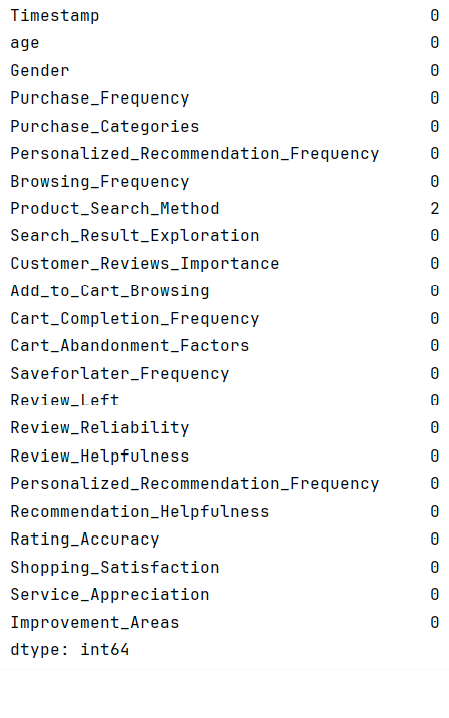 Timestamp 0
age 0
Gender 0
Purchase_Frequency 0
Purchase_Categories 0
Personalized_Recommendation_Frequency 0
Browsing_Frequency 0
Product_Search_Method 2
Search_Result_Exploration 0
Customer_Reviews_Importance 0
Add_to_Cart_Browsing 0
Cart_Completion_Frequency 0
Cart_Abandonment_Factors 0
Saveforlater_Frequency 0
Review_Left 0
Review_Reliability 0
Review_Helpfulness 0
Personalized_Recommendation_Frequency 0
Recommendation_Helpfulness 0
Rating_Accuracy 0
Shopping_Satisfaction 0
Service_Appreciation 0
Improvement_Areas 0
dtype: int64